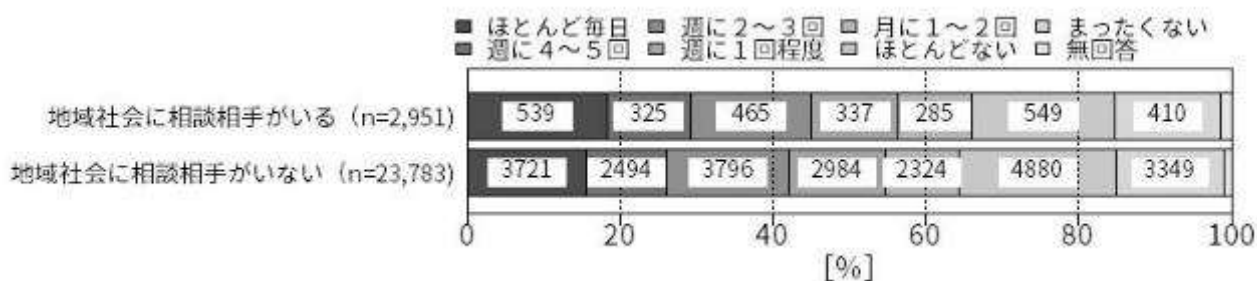 ■ ほとんど毎日 ■ 週に2～3回 ■ 月に1～2回 □ まったくない
■ 週に4～5回 ■ 週に1回程度 ■ ほとんどない □ 無回答
地域社会に相談相手がいる（n=2,951） 539 325 465 337 285 549 410
地域社会に相談相手がいない（n=23,783） 3721 2494 3796 2984 2324 4880 3349
0 20 40 60 80 100
[%]